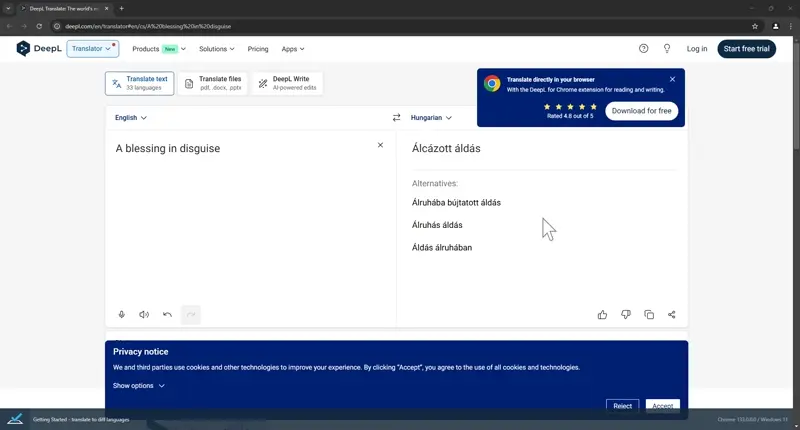 DeepL Translate: The world's m
deepl.com/en/translator#en/cs/A%20blessing%20in%20disguise
DeepL
Translator
Products New
Solutions
Pricing
Apps
Log in
Start free trial
Translate text
33 languages
Translate files
.pdf, .docx, .pptx
DeepL Write
AI-powered edits
Translate directly in your browser
With the DeepL for Chrome extension for reading and writing.
Rated 4.8 out of 5
Download for free
English
Hungarian
A blessing in disguise
Álcázott áldás
Alternatives:
Álruhába bújtatott áldás
Álruhás áldás
Áldás álruhában
Privacy notice
We and third parties use cookies and other technologies to improve your experience. By clicking "Accept", you agree to the use of all cookies and technologies.
Show options
Reject
Accept
Getting Started - translate to diff languages
Chrome 133.0.0.0 / Windows 11